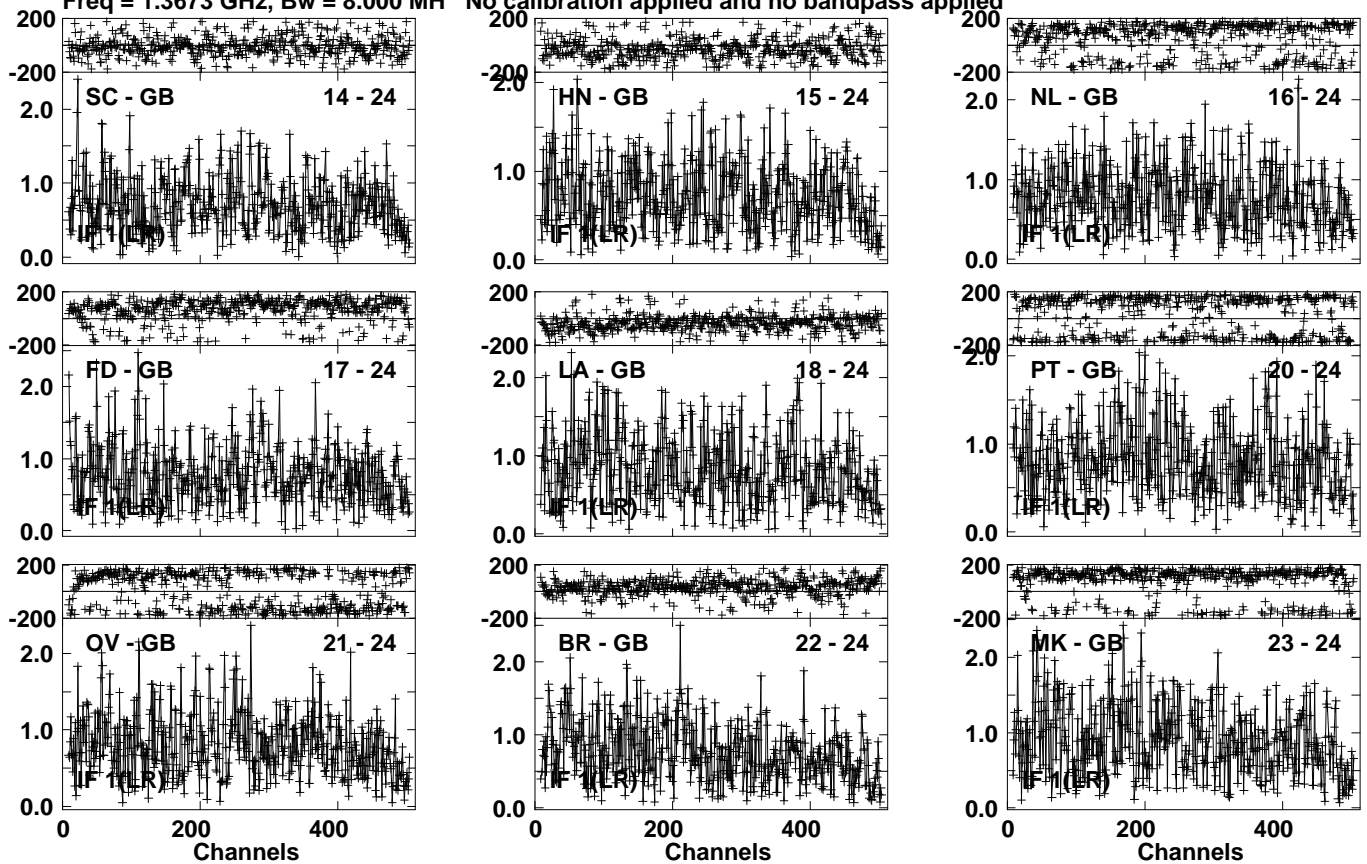 Freq = 1.3673 GHz, Bw = 8.000 MH No calibration applied and no bandpass applied
200 200 200
-200 -200 -200
SC - GB 14 - 24 HN - GB 15 - 24 NL - GB 16 - 24
2.0 2.0 2.0
1.0 1.0 1.0
IF 1(LR) IF 1(LR) IF 1(LR)
0.0 0.0 0.0
200 200 200
-200 -200 -200
FD - GB 17 - 24 LA - GB 18 - 24 PT - GB 20 - 24
2.0 2.0 2.0
1.0 1.0 1.0
IF 1(LR) IF 1(LR) IF 1(LR)
0.0 0.0 0.0
200 200 200
-200 -200 -200
OV - GB 21 - 24 BR - GB 22 - 24 MK - GB 23 - 24
2.0 2.0 2.0
1.0 1.0 1.0
IF 1(LR) IF 1(LR) IF 1(LR)
0.0 0.0 0.0
0 200 400 0 200 400 0 200 400
Channels Channels Channels